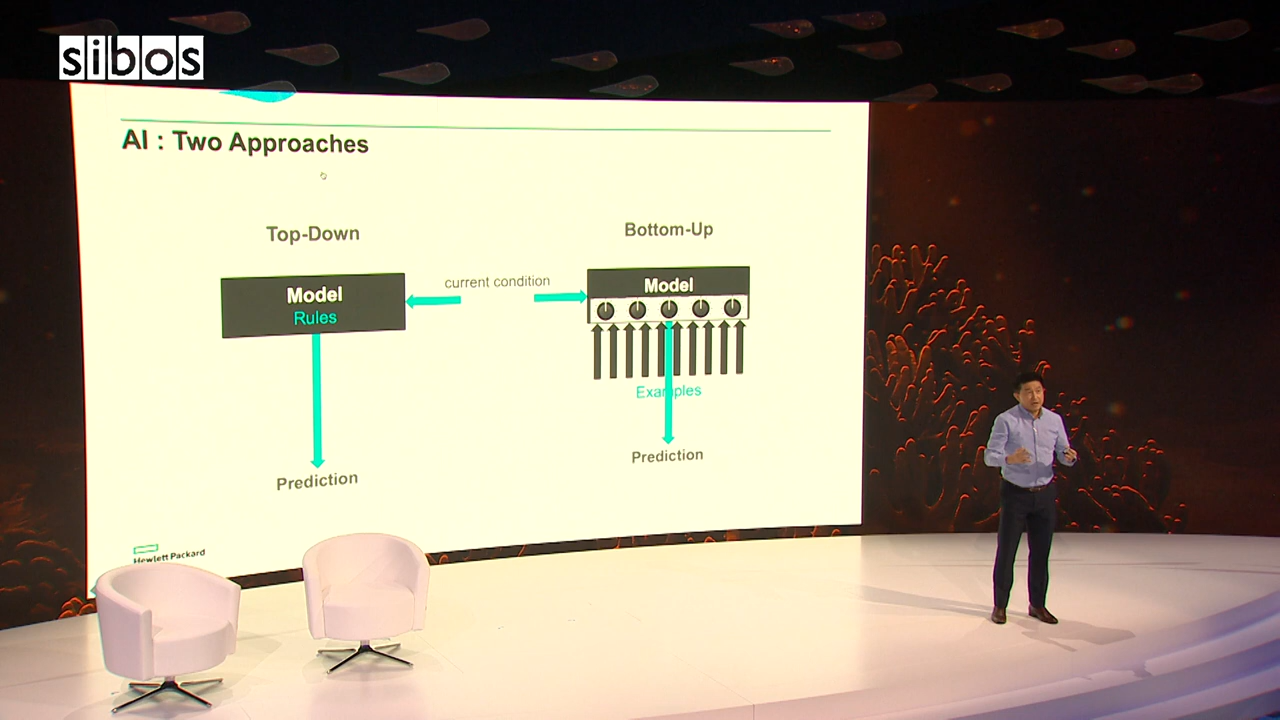 sibos
AI : Two Approaches
Top-Down
Bottom-Up
current condition
Model
Rules
Model
Examples
Prediction
Prediction
Hewlett Packard